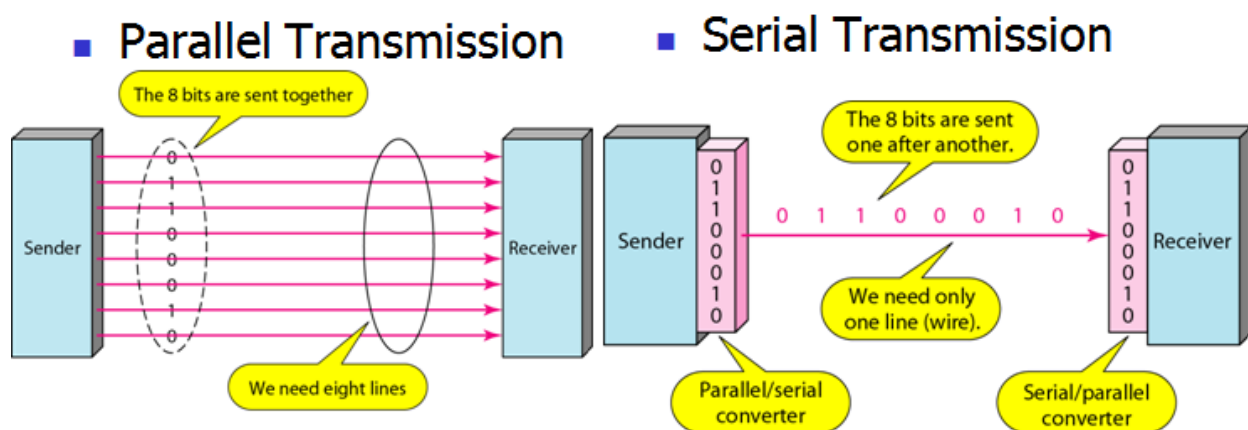 Parallel Transmission
The 8 bits are sent together
Sender
0
1
1
0
0
0
1
0
Receiver
We need eight lines
Serial Transmission
The 8 bits are sent
one after another.
Sender
0
1
1
0
0
0
1
0
0 1 1 0 0 0 1 0
We need only
one line (wire).
0
1
1
0
0
0
1
0
Receiver
Parallel/serial
converter
Serial/parallel
converter